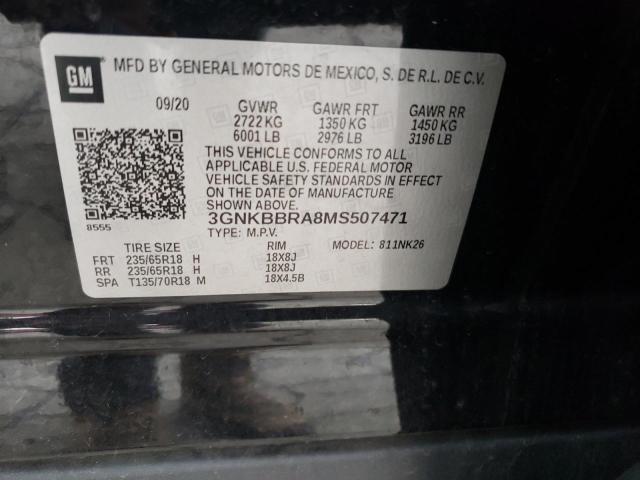 GM
MFD BY GENERAL MOTORS DE MEXICO, S. DE R.L. DE C.V.
09/20 GVWR GAWR FRT GAWR RR
2722 KG 1350 KG 1450 KG
6001 LB 2976 LB 3196 LB
THIS VEHICLE CONFORMS TO ALL
APPLICABLE U.S. FEDERAL MOTOR
VEHICLE SAFETY STANDARDS IN EFFECT
ON THE DATE OF MANUFACTURE
SHOWN ABOVE.
8555 3GNKBBRA8MS507471
TYPE: M.P.V. MODEL: 811NK26
TIRE SIZE RIM
FRT 235/65R18 H 18X8J
RR 235/65R18 H 18X8J
SPA T135/70R18 M 18X4.5B